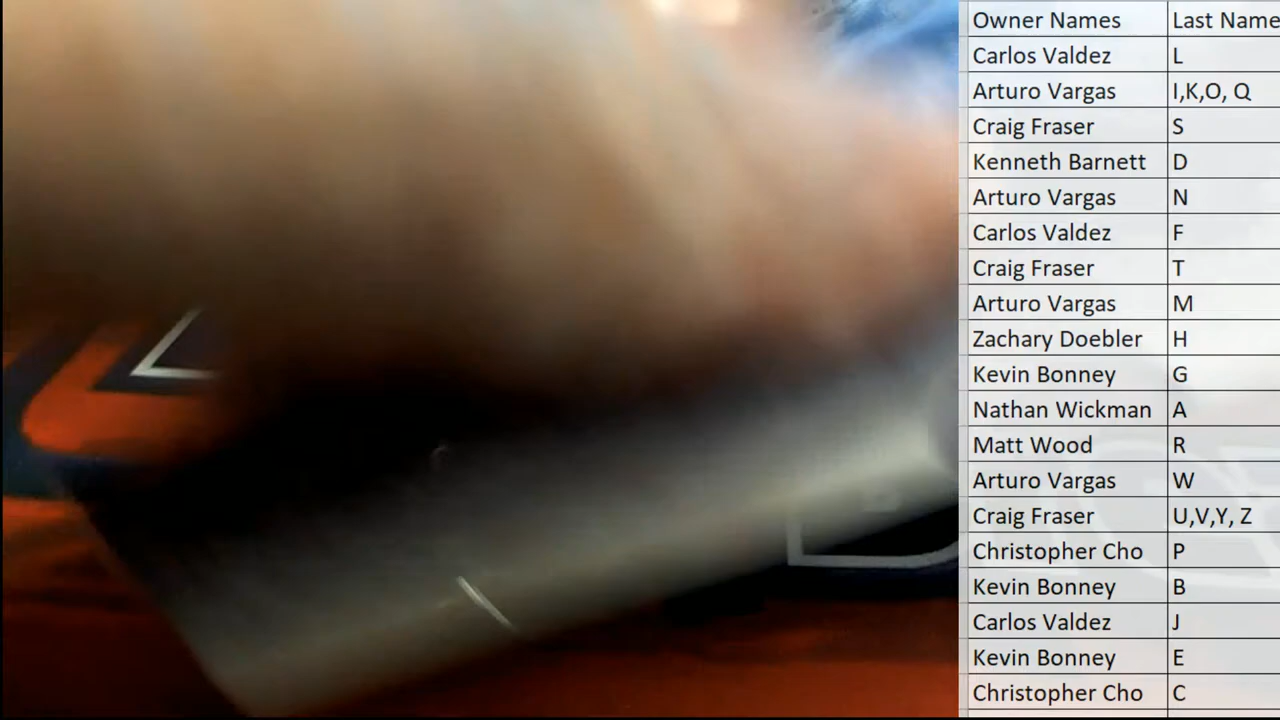 Owner Names Last Name
Carlos Valdez L
Arturo Vargas I,K,O, Q
Craig Fraser S
Kenneth Barnett D
Arturo Vargas N
Carlos Valdez F
Craig Fraser T
Arturo Vargas M
Zachary Doebler H
Kevin Bonney G
Nathan Wickman A
Matt Wood R
Arturo Vargas W
Craig Fraser U,V,Y, Z
Christopher Cho P
Kevin Bonney B
Carlos Valdez J
Kevin Bonney E
Christopher Cho C